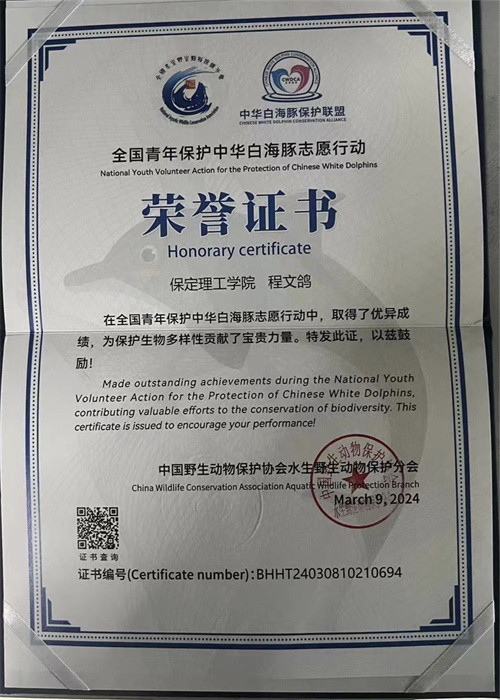 CWDCA
中华白海豚保护联盟
CHINESE WHITE DOLPHIN CONSERVATION ALLIANCE
全国青年保护中华白海豚志愿行动
National Youth Volunteer Action for the Protection of Chinese White Dolphins
荣誉证书
Honorary certificate
保定理工学院 程文鸽
在全国青年保护中华白海豚志愿行动中，取得了优异成
绩，为保护生物多样性贡献了宝贵力量。特发此证，以兹鼓
励！
Made outstanding achievements during the National Youth
Volunteer Action for the Protection of Chinese White Dolphins,
contributing valuable efforts to the conservation of biodiversity. This
certificate is issued to encourage your performance!
中国野生动物保护协会水生野生动物保护分会
China Wildlife Conservation Association Aquatic Wildlife Protection Branch
March 9, 2024
证书查询
证书编号(Certificate number)：BHHT24030810210694